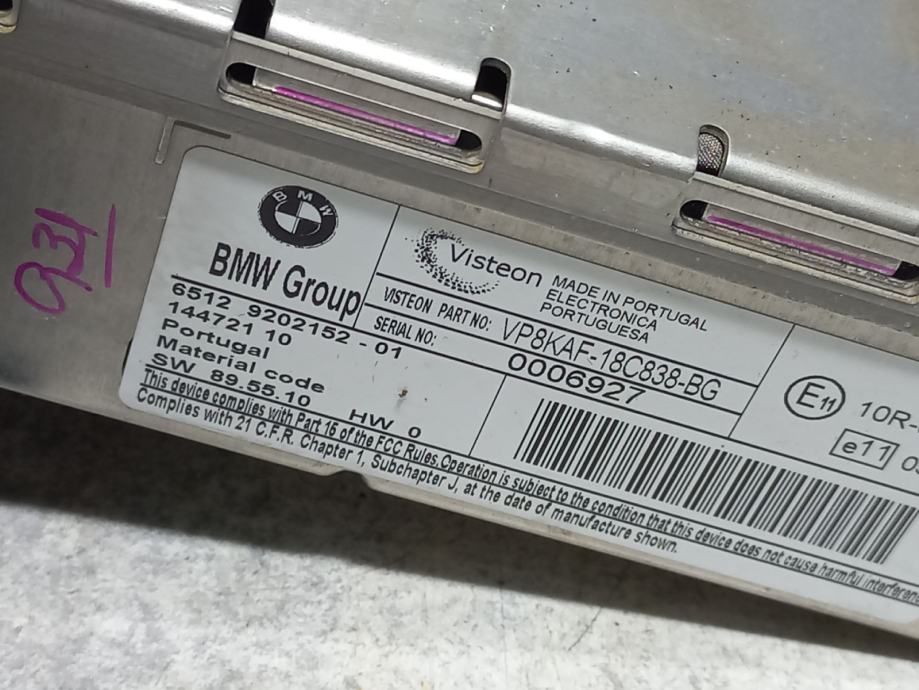 931
BMW
BMW Group
6512 9202152 - 01
144721 10
Portugal
Material code
SW 89.55.10 HW 0
Visteon
MADE IN PORTUGAL
ELECTRONICA
PORTUGUESA
VISTEON PART NO: VP8KAF-18C838-BG
SERIAL NO: 0006927
E11 10R-
e11 0
This device complies with Part 15 of the FCC Rules, Operation is subject to the condition that this device does not cause harmful interferen
Complies with 21 C.F.R. Chapter 1, Subchapter J, at the date of manufacture shown.